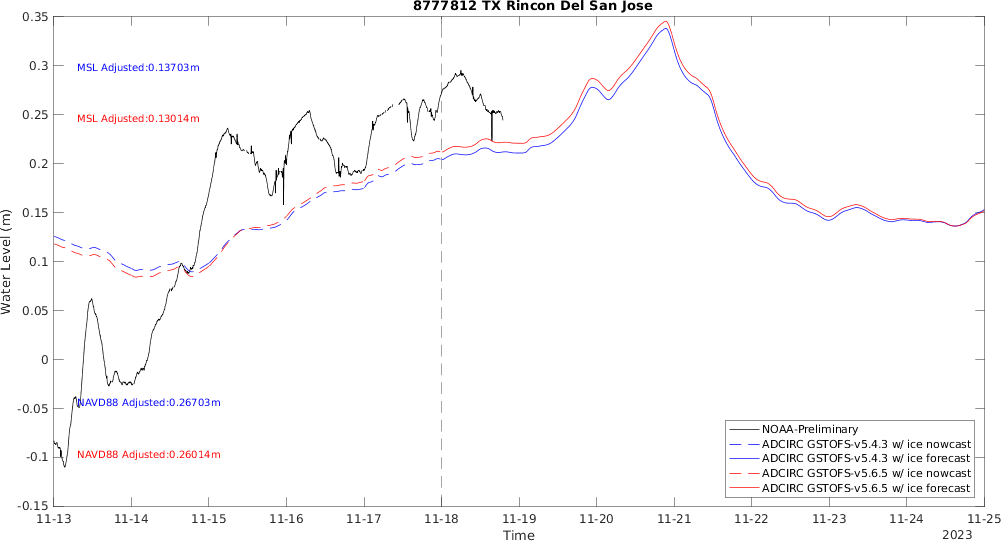 8777812 TX Rincon Del San Jose
0.35
0.3
0.25
0.2
0.15
0.1
0.05
0
-0.05
-0.1
-0.15
Water Level (m)
MSL Adjusted:0.13703m
MSL Adjusted:0.13014m
NAVD88 Adjusted:0.26703m
NAVD88 Adjusted:0.26014m
NOAA-Preliminary
ADCIRC GSTOFS-v5.4.3 w/ ice nowcast
ADCIRC GSTOFS-v5.4.3 w/ ice forecast
ADCIRC GSTOFS-v5.6.5 w/ ice nowcast
ADCIRC GSTOFS-v5.6.5 w/ ice forecast
11-13 11-14 11-15 11-16 11-17 11-18 11-19 11-20 11-21 11-22 11-23 11-24 11-25
Time
2023